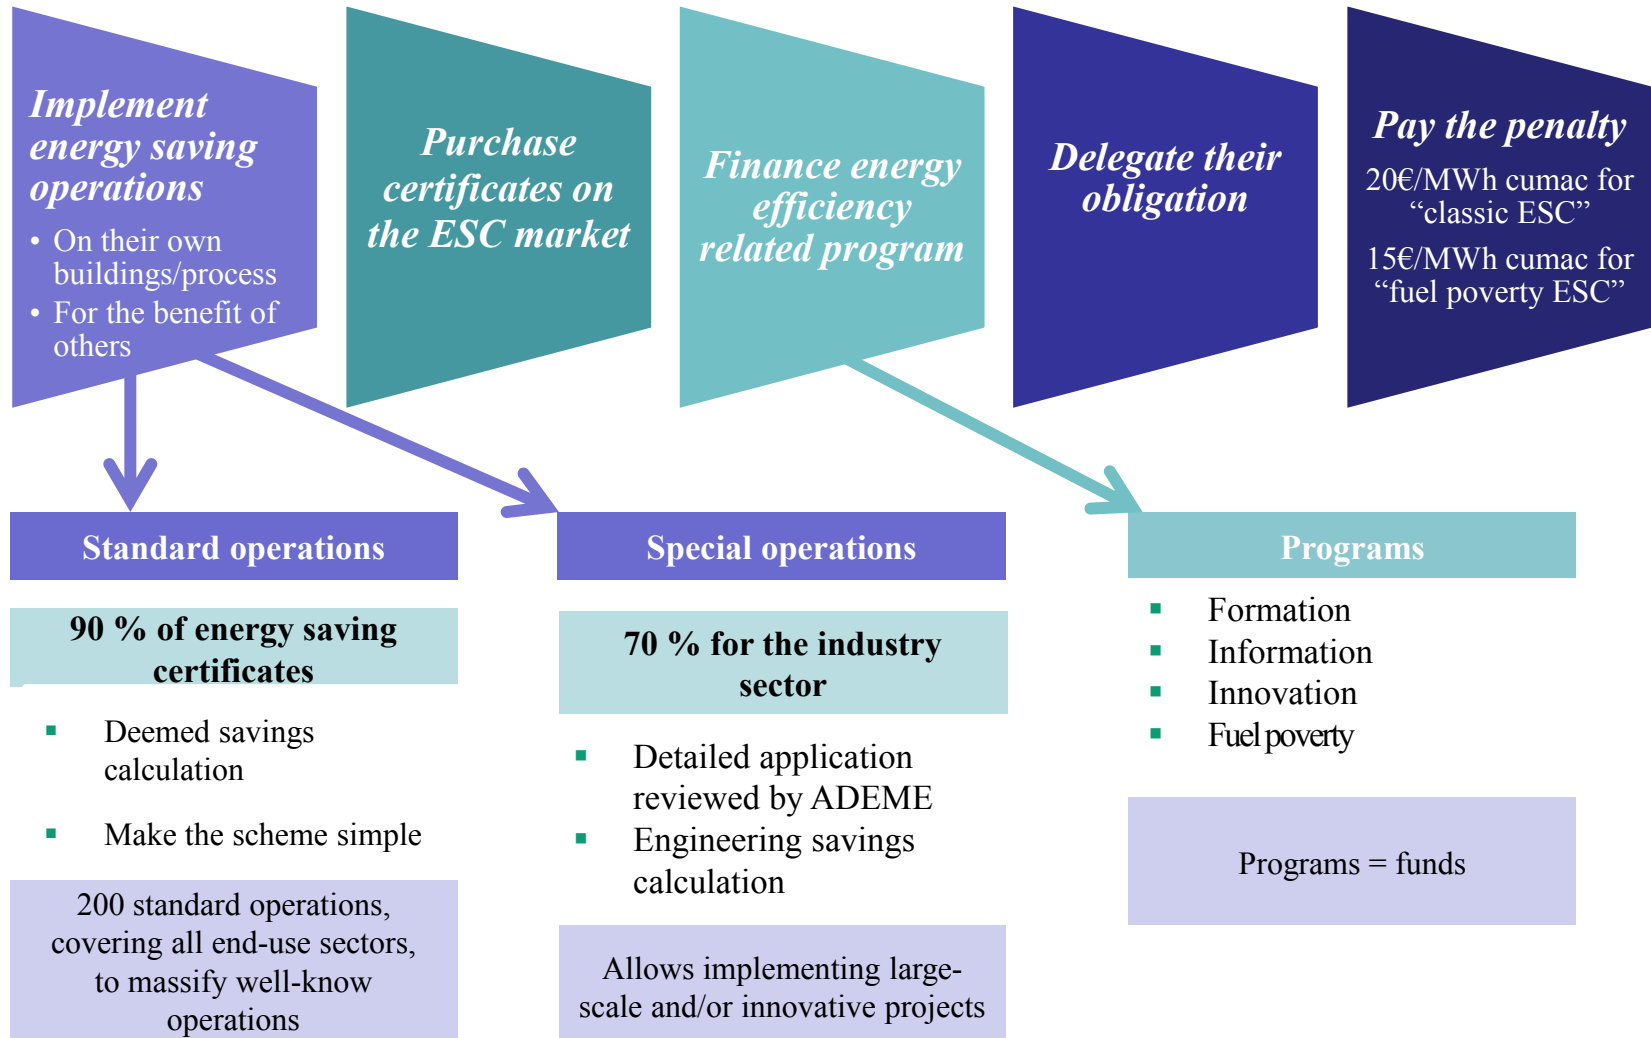 Implement
energy saving
operations
• On their own
buildings/process
• For the benefit of
others
Purchase
certificates on
the ESC market
Finance energy
efficiency
related program
Delegate their
obligation
Pay the penalty
20€/MWh cumac for
“classic ESC”
15€/MWh cumac for
“fuel poverty ESC”
Standard operations
90 % of energy saving
certificates
▪ Deemed savings
calculation
▪ Make the scheme simple
200 standard operations,
covering all end-use sectors,
to massify well-know
operations
Special operations
70 % for the industry
sector
▪ Detailed application
reviewed by ADEME
▪ Engineering savings
calculation
Allows implementing large-
scale and/or innovative projects
Programs
▪ Formation
▪ Information
▪ Innovation
▪ Fuel poverty
Programs = funds